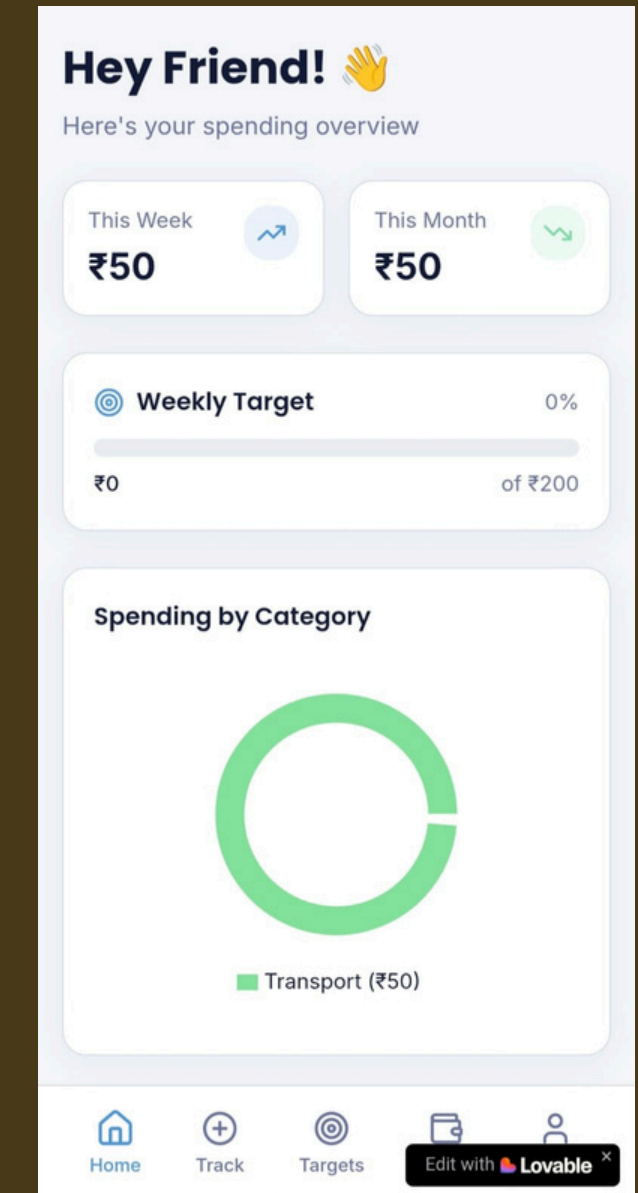 Hey Friend! 👋
Here's your spending overview
This Week
₹50
This Month
₹50
Weekly Target
0%
₹0
of ₹200
Spending by Category
Transport (₹50)
Home
Track
Targets
Edit with Lovable ×